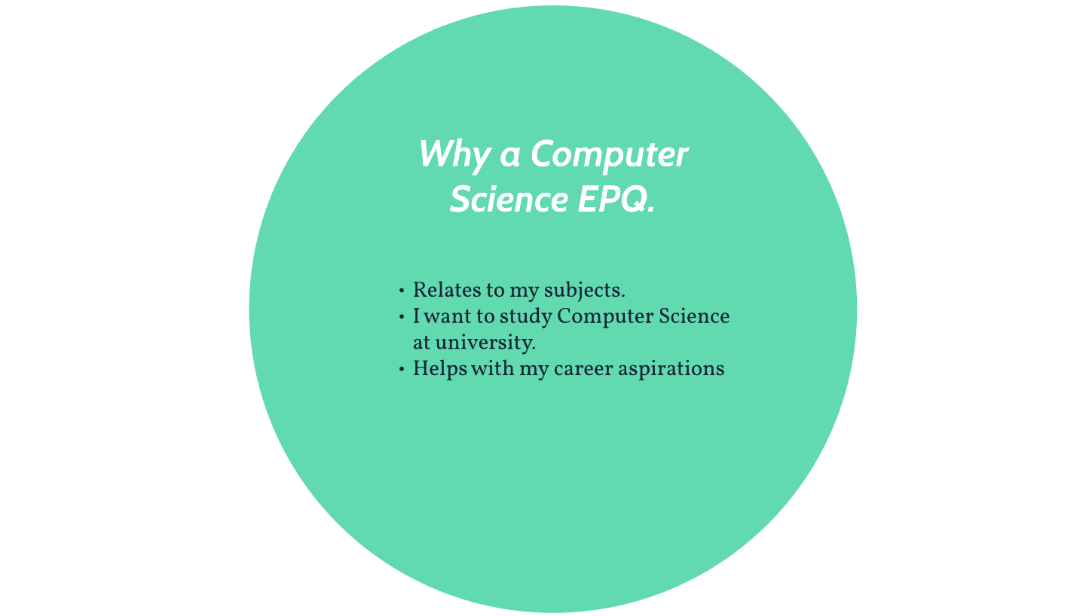 Why a Computer
Science EPQ.
• Relates to my subjects.
• I want to study Computer Science
at university.
• Helps with my career aspirations